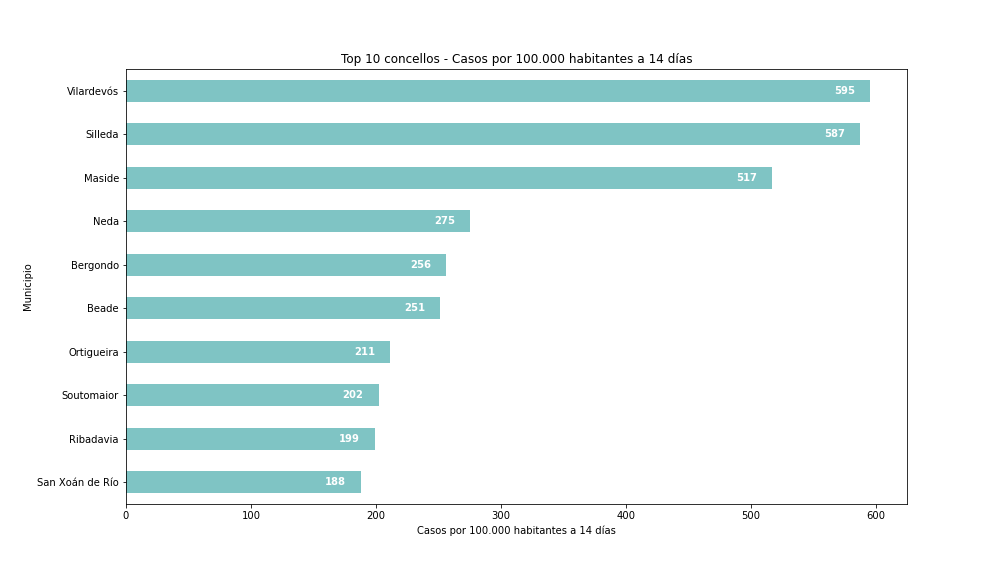 Top 10 concellos - Casos por 100.000 habitantes a 14 días
Municipio
Vilardevós 595
Silleda 587
Maside 517
Neda 275
Bergondo 256
Beade 251
Ortigueira 211
Soutomaior 202
Ribadavia 199
San Xoán de Río 188
0 100 200 300 400 500 600
Casos por 100.000 habitantes a 14 días